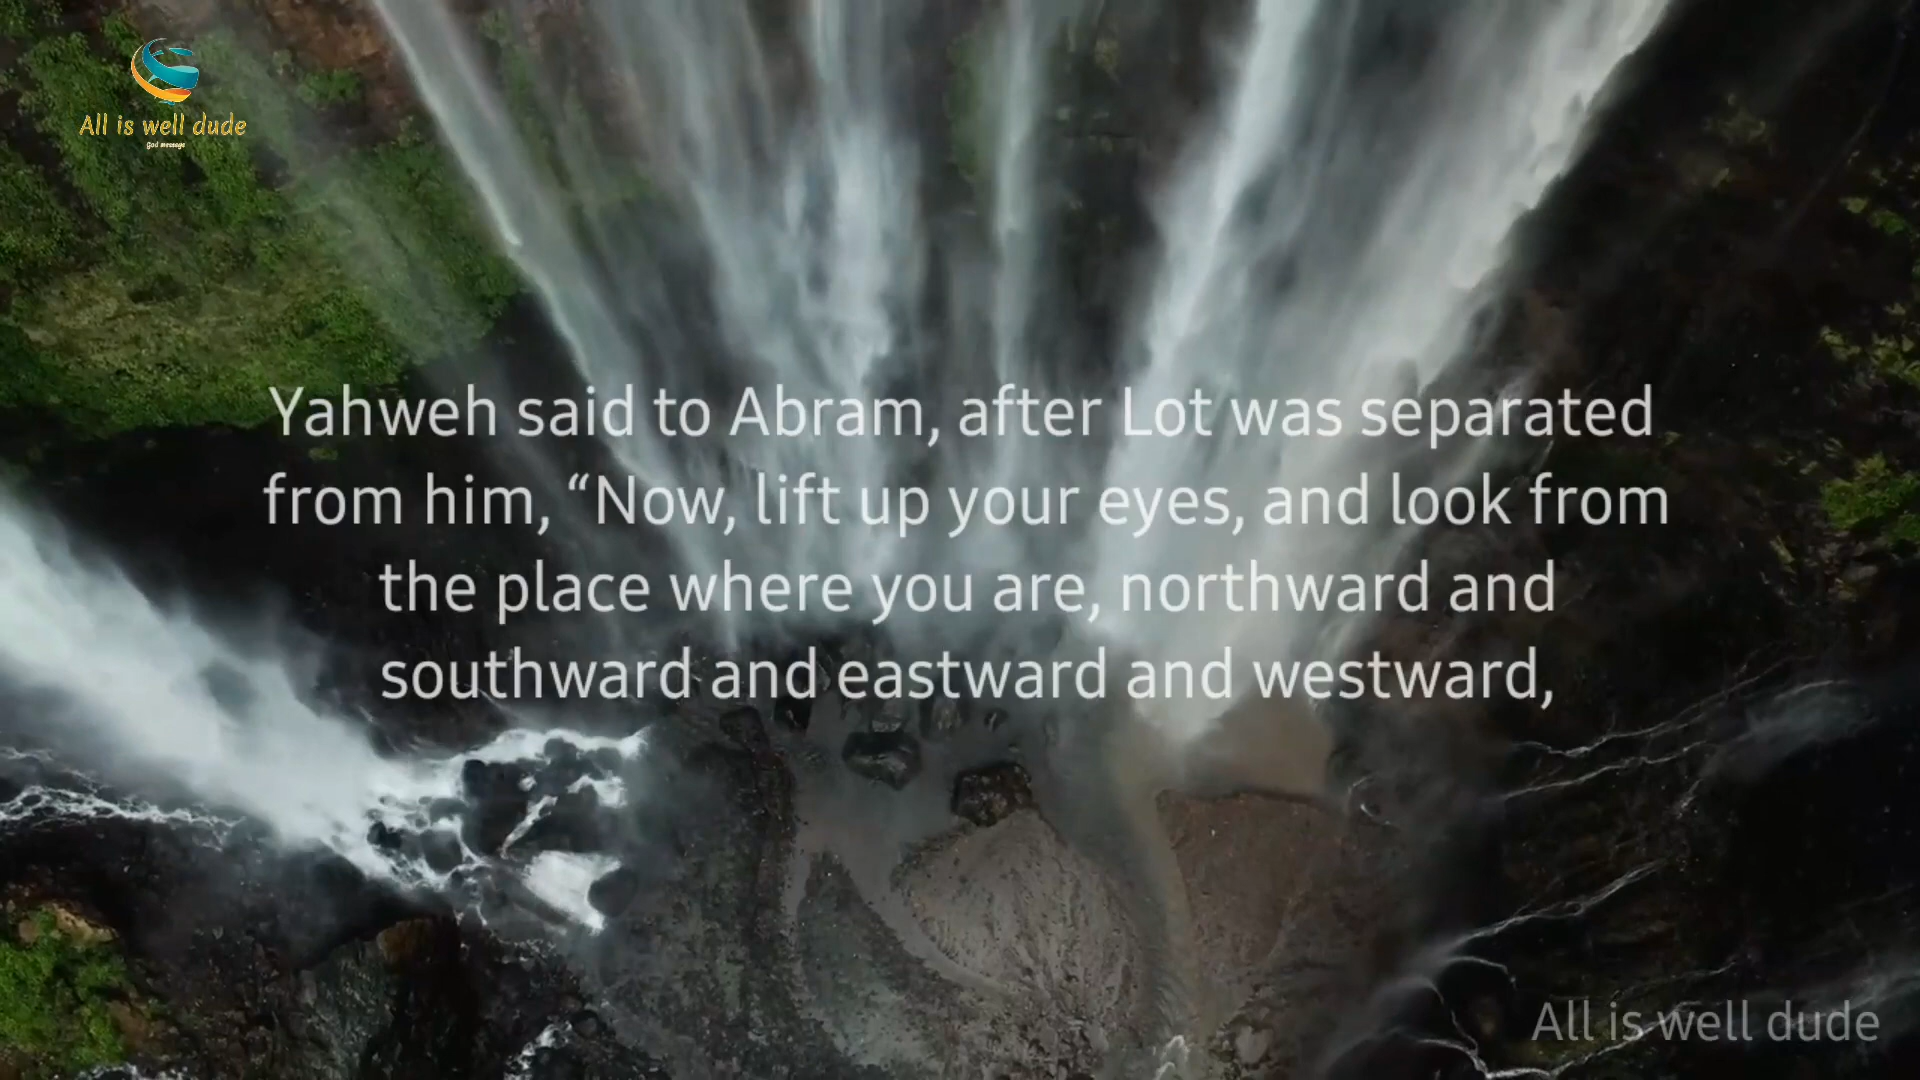 All is well dude
God message
Yahweh said to Abram, after Lot was separated
from him, “Now, lift up your eyes, and look from
the place where you are, northward and
southward and eastward and westward,
All is well dude